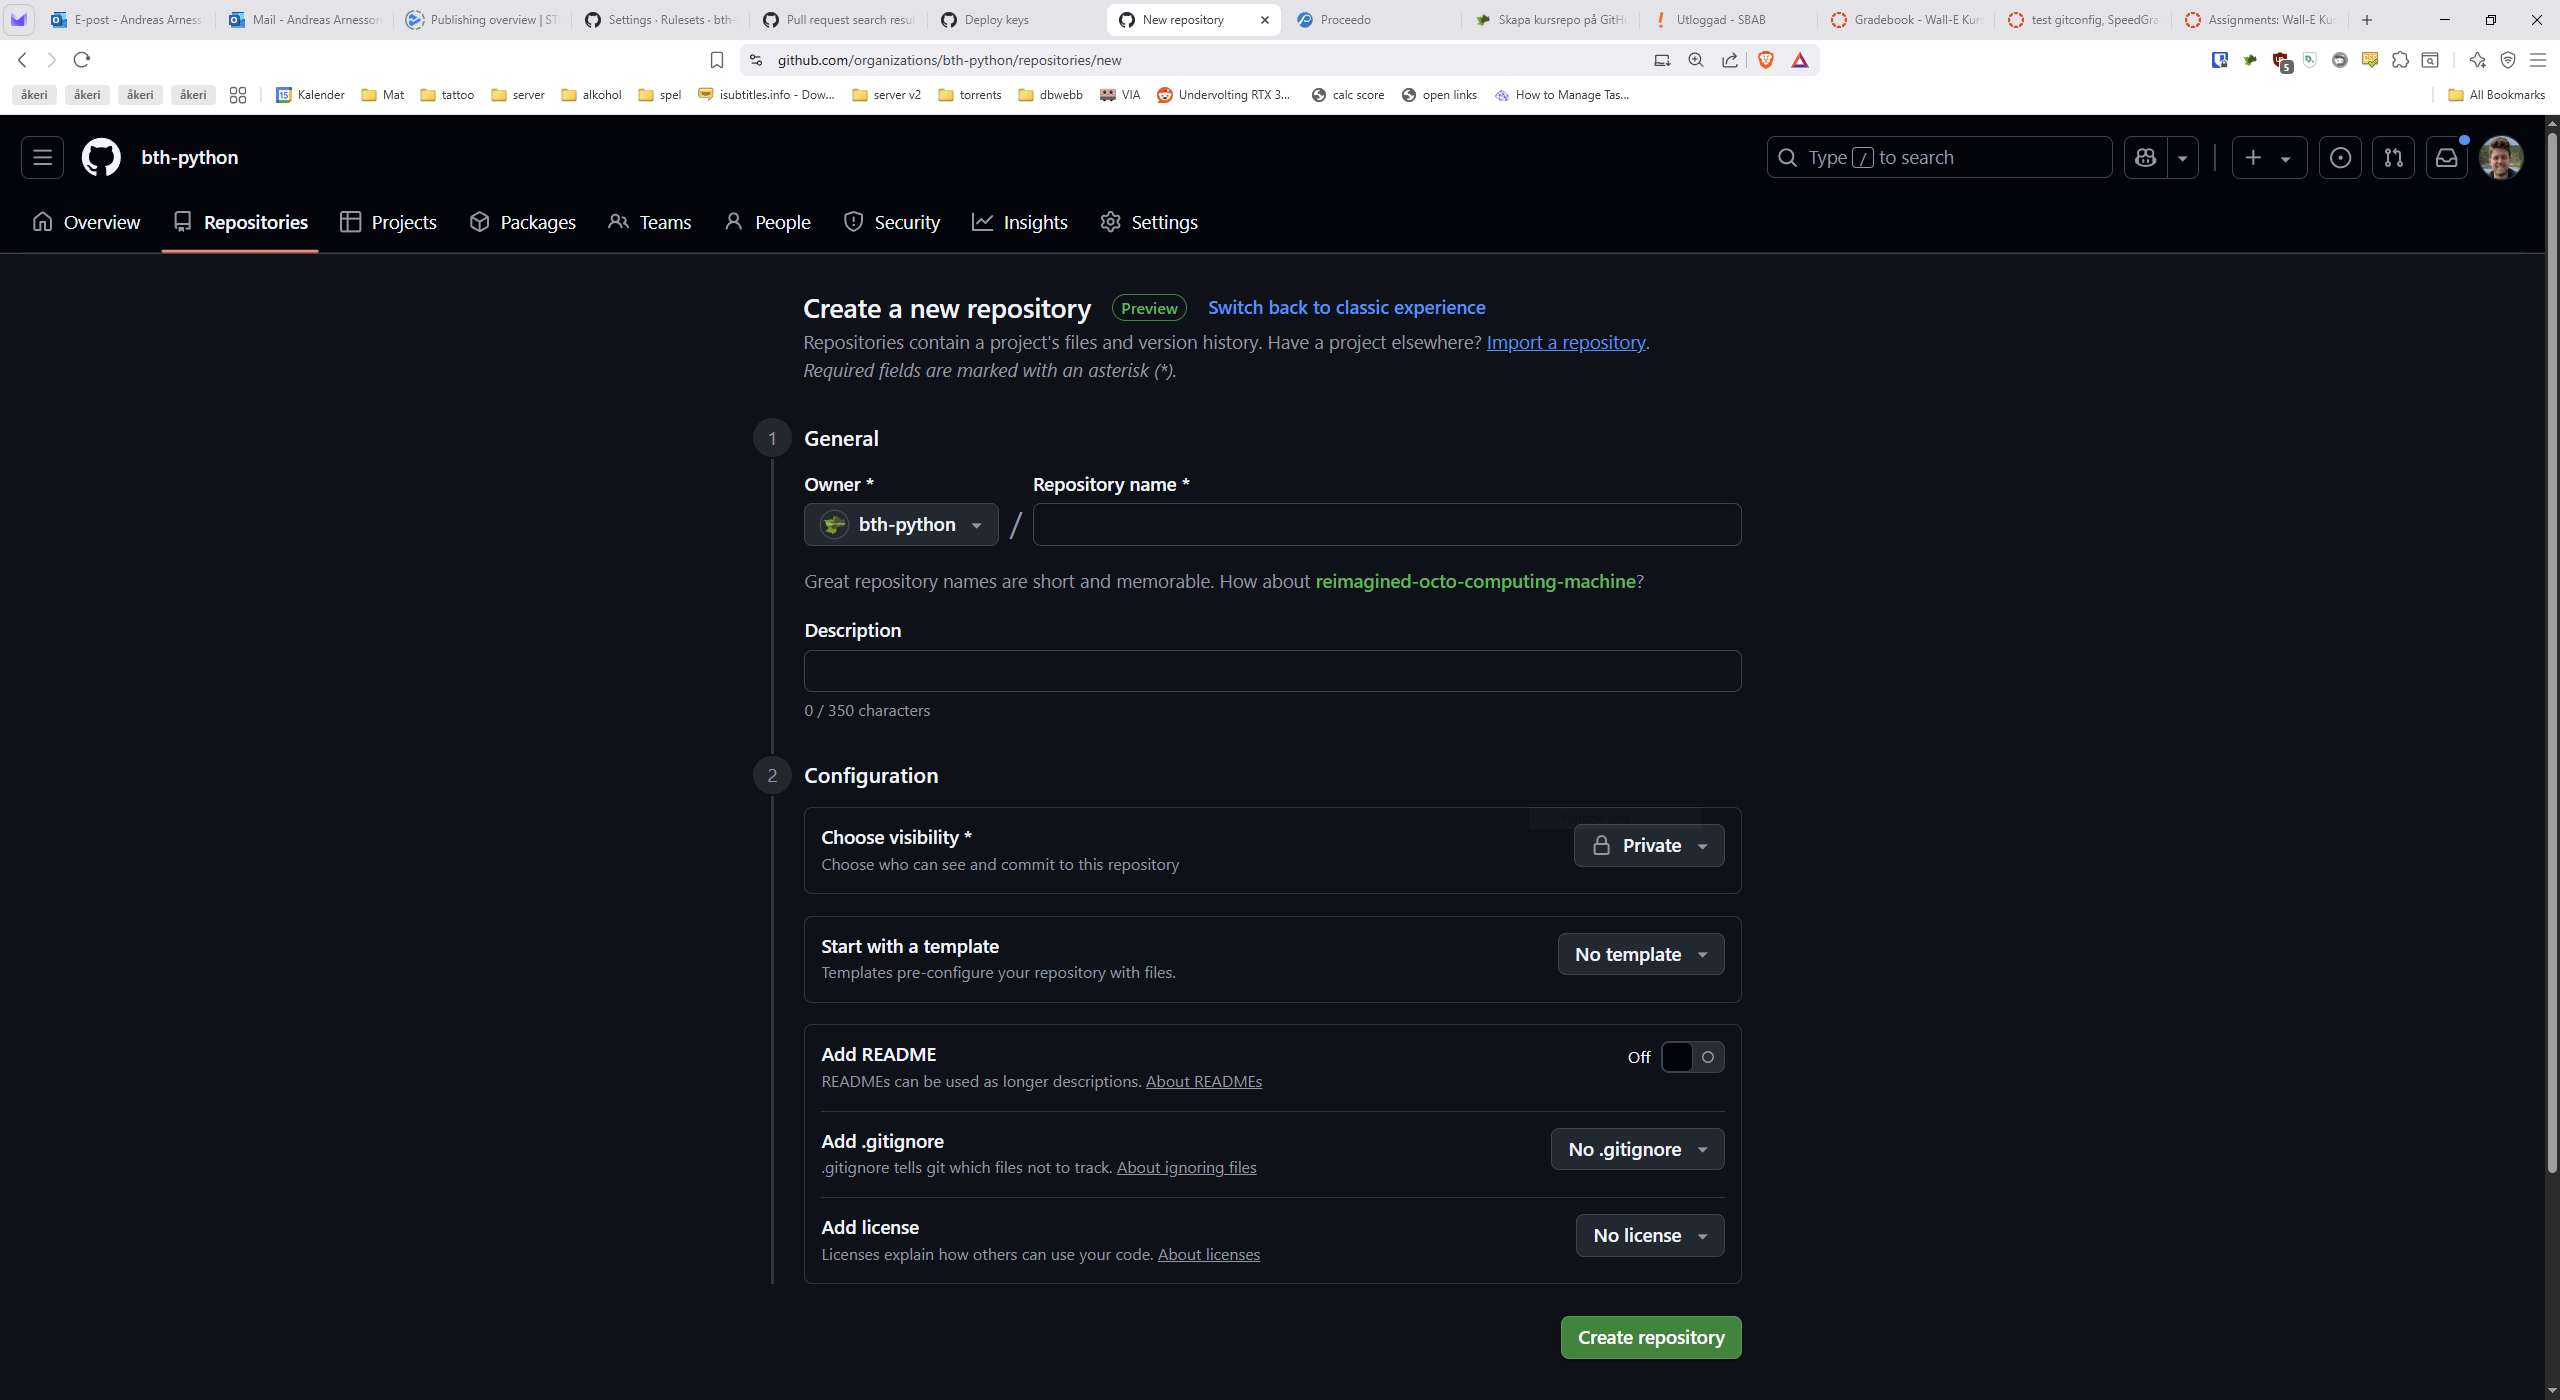 E-post - Andreas Arness
Mail - Andreas Arnesson
Publishing overview | ST
Settings · Rulesets · bth-
Pull request search resu
Deploy keys
New repository
Proceedo
Skapa kursrepo på GitHu
Utloggad - SBAB
Gradebook - Wall-E Kur
test gitconfig, SpeedGra
Assignments: Wall-E Kur
github.com/organizations/bth-python/repositories/new
5
åkeri
åkeri
åkeri
åkeri
15
Kalender
Mat
tattoo
server
alkohol
spel
isubtitles.info - Dow...
server v2
torrents
dbwebb
VIA
Undervolting RTX 3...
calc score
open links
How to Manage Tas...
All Bookmarks
bth-python
Type / to search
Overview
Repositories
Projects
Packages
Teams
People
Security
Insights
Settings
Create a new repository Preview Switch back to classic experience
Repositories contain a project's files and version history. Have a project elsewhere? Import a repository.
Required fields are marked with an asterisk (*).
1 General
Owner * Repository name *
bth-python /
Great repository names are short and memorable. How about reimagined-octo-computing-machine?
Description
0 / 350 characters
2 Configuration
Choose visibility *
Choose who can see and commit to this repository
Private
Start with a template
Templates pre-configure your repository with files.
No template
Add README
READMEs can be used as longer descriptions. About READMEs
Off
Add .gitignore
.gitignore tells git which files not to track. About ignoring files
No .gitignore
Add license
Licenses explain how others can use your code. About licenses
No license
Create repository